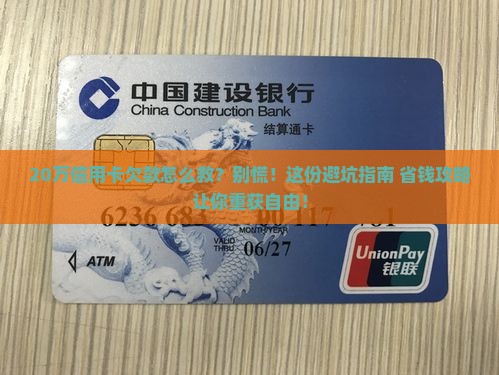 中国建设银行
China Construction Bank
结算通卡
20万信用卡欠款怎么救？别慌！这份避坑指南 省钱攻略
让你重获自由！
MONTH/YEAR
VALID
THRU
06/27
ATM
UnionPay
银联